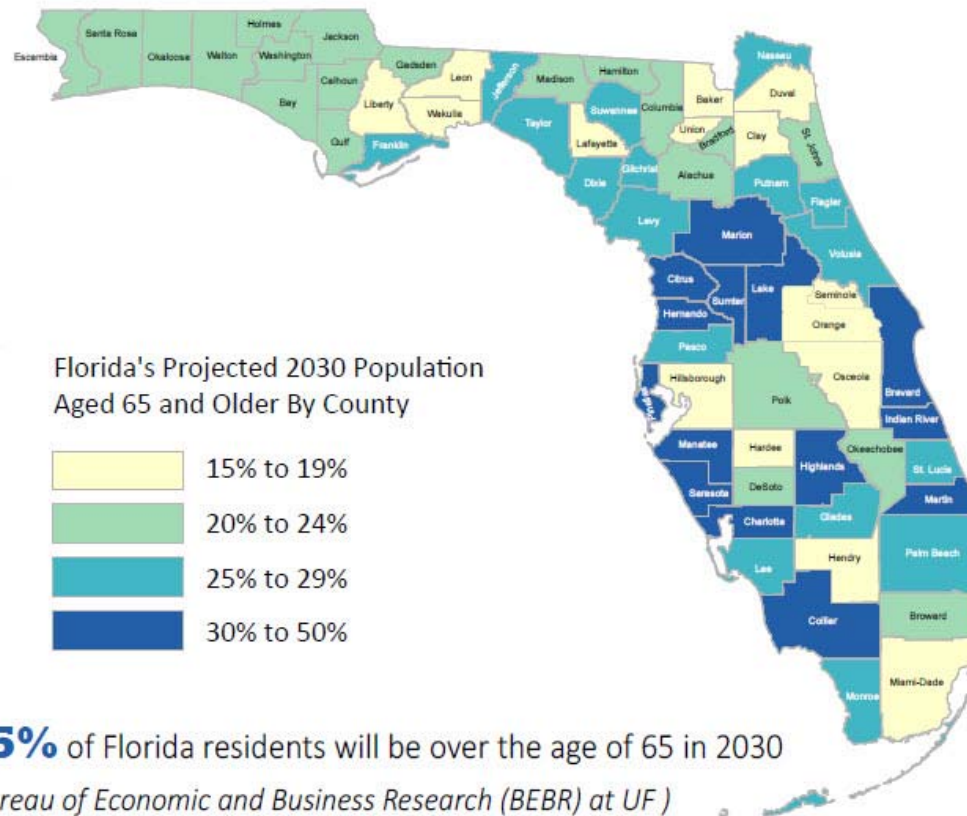 Holmes
Jackson
Santa Rosa
Escambia
Okaloosa
Walton
Washington
Nassau
Gadsden
Hamilton
Calhoun
Leon
Jefferson
Madison
Bay
Liberty
Baker
Duval
Columbia
Suwannee
Wakulla
Taylor
Union
Bradford
Clay
St. Johns
Gulf
Franklin
Lafayette
Gilchrist
Alachua
Putnam
Dixie
Flagler
Levy
Marion
Volusia
Citrus
Lake
Sumter
Seminole
Hernando
Orange
Pasco
Florida's Projected 2030 Population
Aged 65 and Older By County
Hillsborough
Osceola
Brevard
Polk
Pinellas
Indian River
Manatee
Hardee
Okeechobee
Highlands
St. Lucie
15% to 19%
Sarasota
DeSoto
Martin
20% to 24%
Charlotte
Glades
Palm Beach
Hendry
Lee
25% to 29%
Collier
Broward
30% to 50%
Miami-Dade
Monroe
5% of Florida residents will be over the age of 65 in 2030
reau of Economic and Business Research (BEBR) at UF )